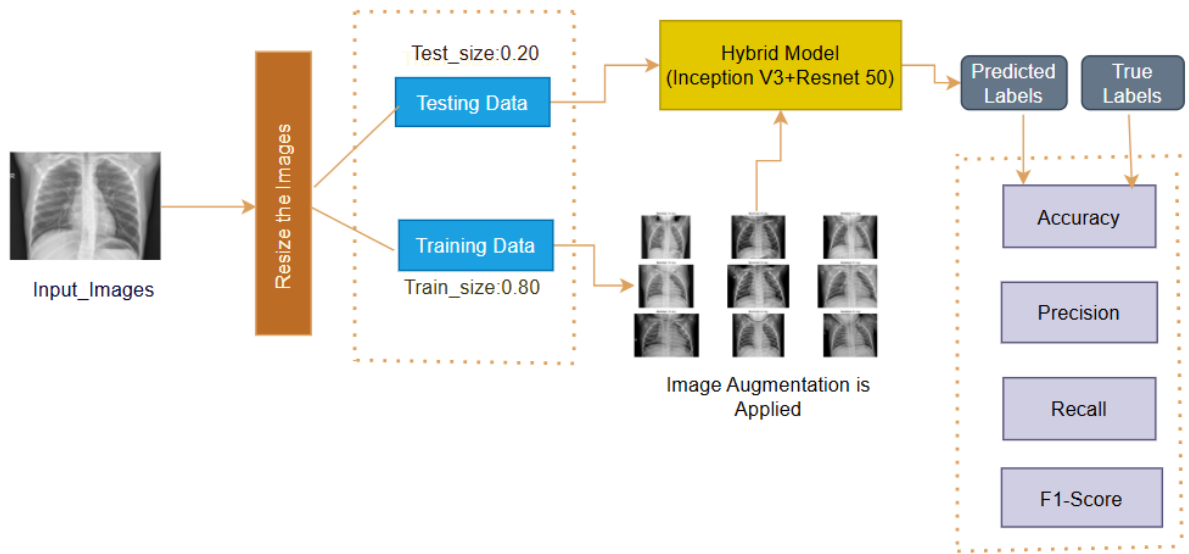 Input_Images
Resize the Images
Test_size:0.20
Testing Data
Training Data
Train_size:0.80
Image Augmentation is
Applied
Hybrid Model
(Inception V3+Resnet 50)
Predicted
Labels
True
Labels
Accuracy
Precision
Recall
F1-Score